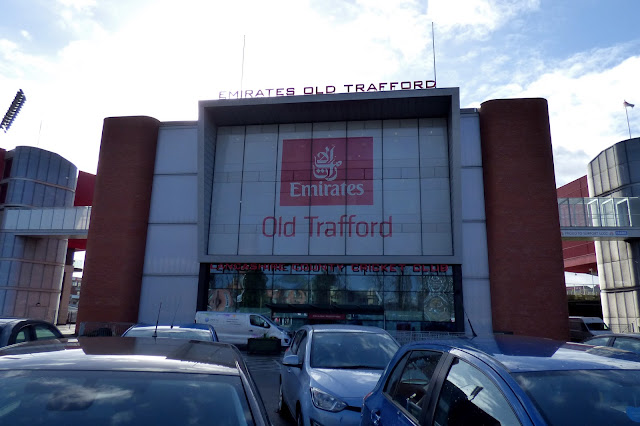 EMIRATES OLD TRAFFORD
Emirates
Old Trafford
LANCASHIRE COUNTY CRICKET CLUB